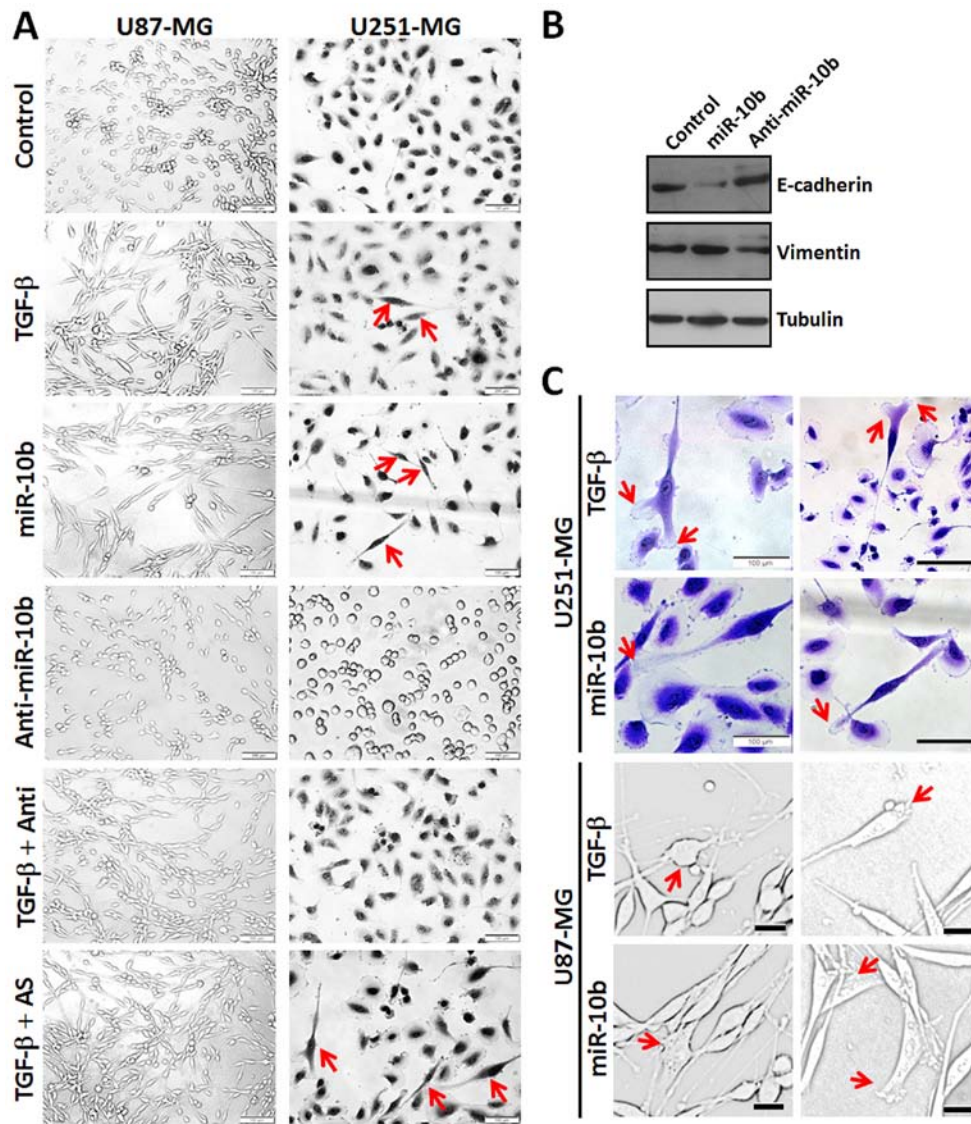 A
U87-MG
U251-MG
Control
TGF-β
miR-10b
Anti-miR-10b
TGF-β + Anti
TGF-β + AS
B
Control
miR-10b
Anti-miR-10b
E-cadherin
Vimentin
Tubulin
C
U251-MG
TGF-β
100 µm
miR-10b
100 µm
U87-MG
TGF-β
miR-10b